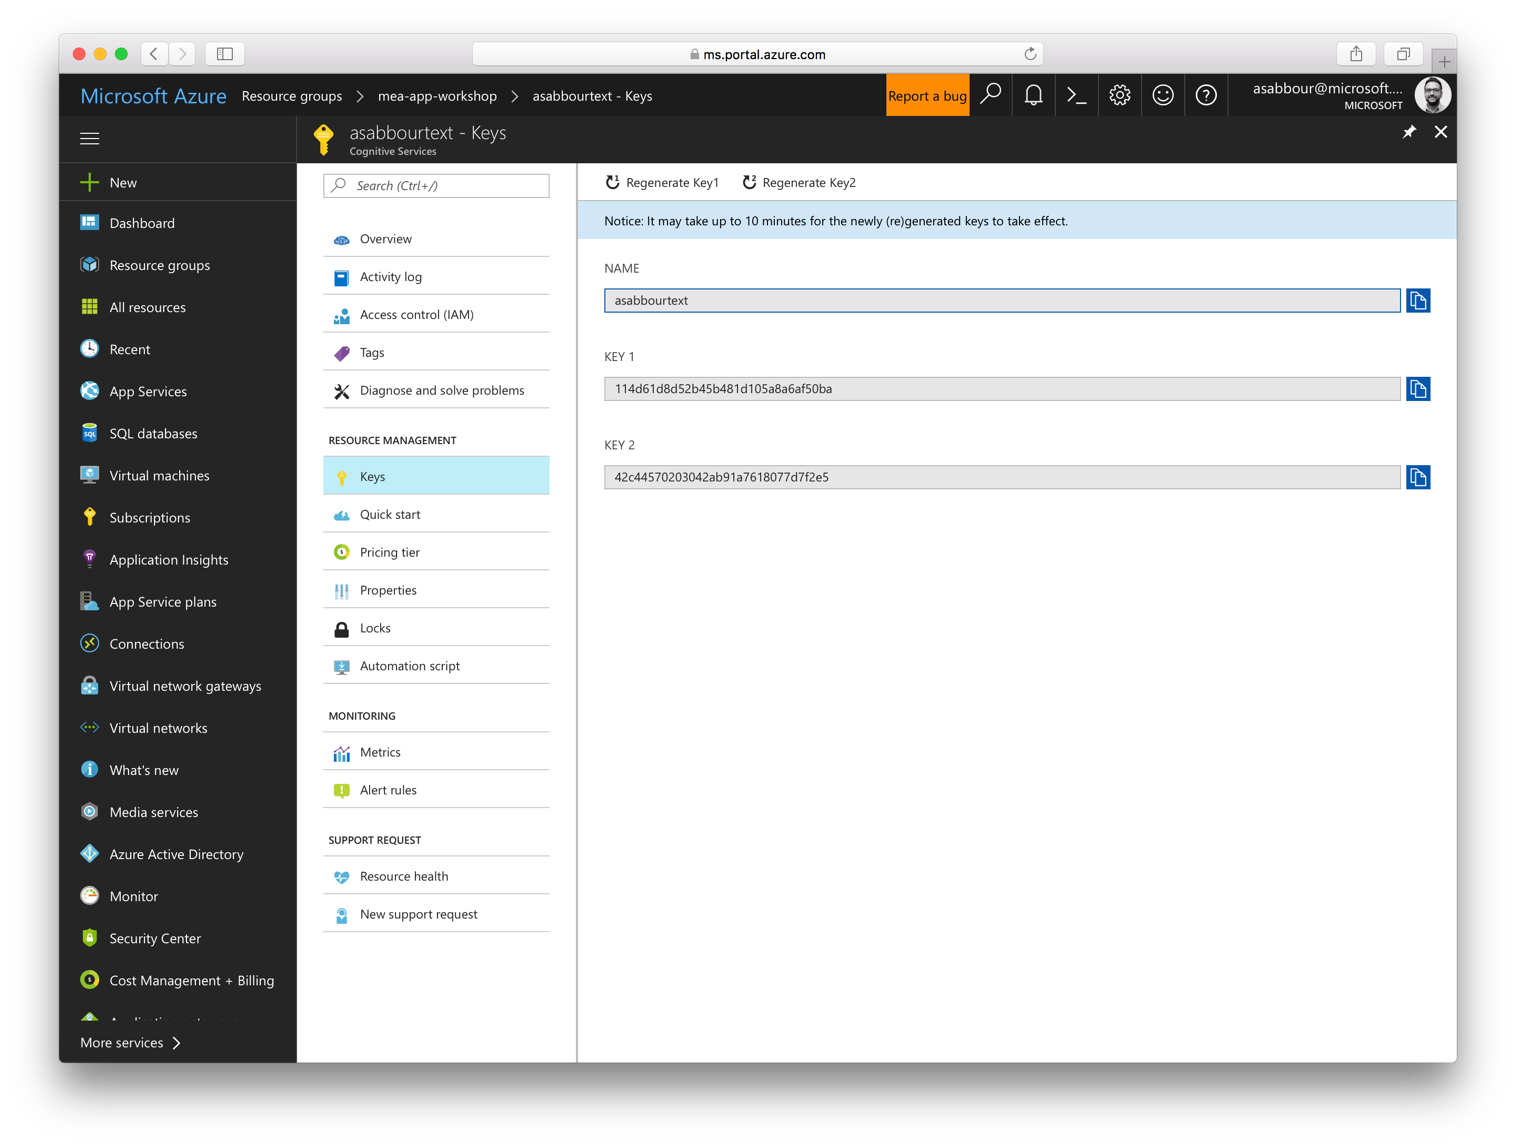 ms.portal.azure.com
Microsoft Azure Resource groups mea-app-workshop asabbourtext - Keys
Report a bug
asabbour@microsoft....
MICROSOFT
asabbourtext - Keys
Cognitive Services
New
Dashboard
Resource groups
All resources
Recent
App Services
SQL databases
Virtual machines
Subscriptions
Application Insights
App Service plans
Connections
Virtual network gateways
Virtual networks
What's new
Media services
Azure Active Directory
Monitor
Security Center
Cost Management + Billing
More services
Search (Ctrl+/)
Overview
Activity log
Access control (IAM)
Tags
Diagnose and solve problems
RESOURCE MANAGEMENT
Keys
Quick start
Pricing tier
Properties
Locks
Automation script
MONITORING
Metrics
Alert rules
SUPPORT REQUEST
Resource health
New support request
Regenerate Key1 Regenerate Key2
Notice: It may take up to 10 minutes for the newly (re)generated keys to take effect.
NAME
asabbourtext
KEY 1
114d61d8d52b45b481d105a8a6af50ba
KEY 2
42c44570203042ab91a7618077d7f2e5